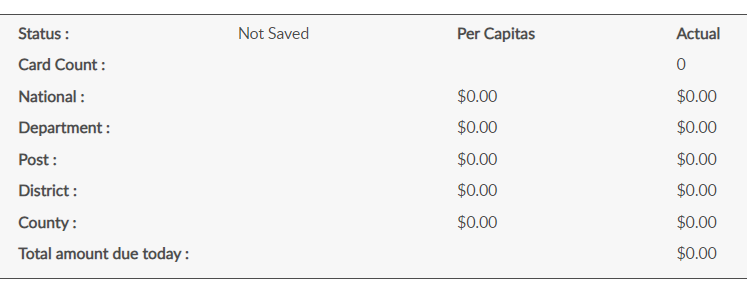 Status : Not Saved Per Capitas Actual
Card Count : 0
National : $0.00 $0.00
Department : $0.00 $0.00
Post : $0.00 $0.00
District : $0.00 $0.00
County : $0.00 $0.00
Total amount due today : $0.00